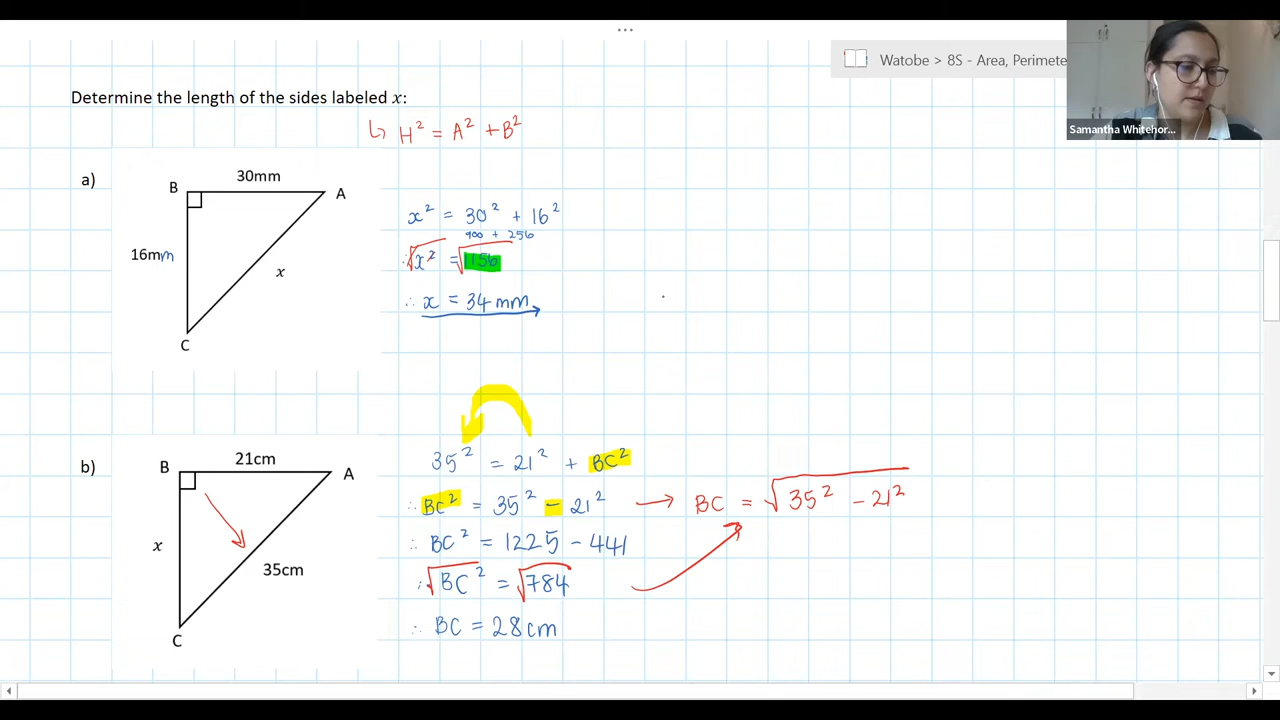 Watobe > 8S - Area, Perimete
Samantha Whitehor...
Determine the length of the sides labeled x:
↳ H² = A² + B²
a)
30mm
B
A
16mm
x
C
x² = 30² + 16²
900 + 256
∴ √x² = √1156
∴ x = 34 mm
b)
21cm
B
A
x
35cm
C
35² = 21² + BC²
∴ BC² = 35² − 21² → BC = √35² − 21²
∴ BC² = 1225 − 441
∴ √BC² = √784
∴ BC = 28cm